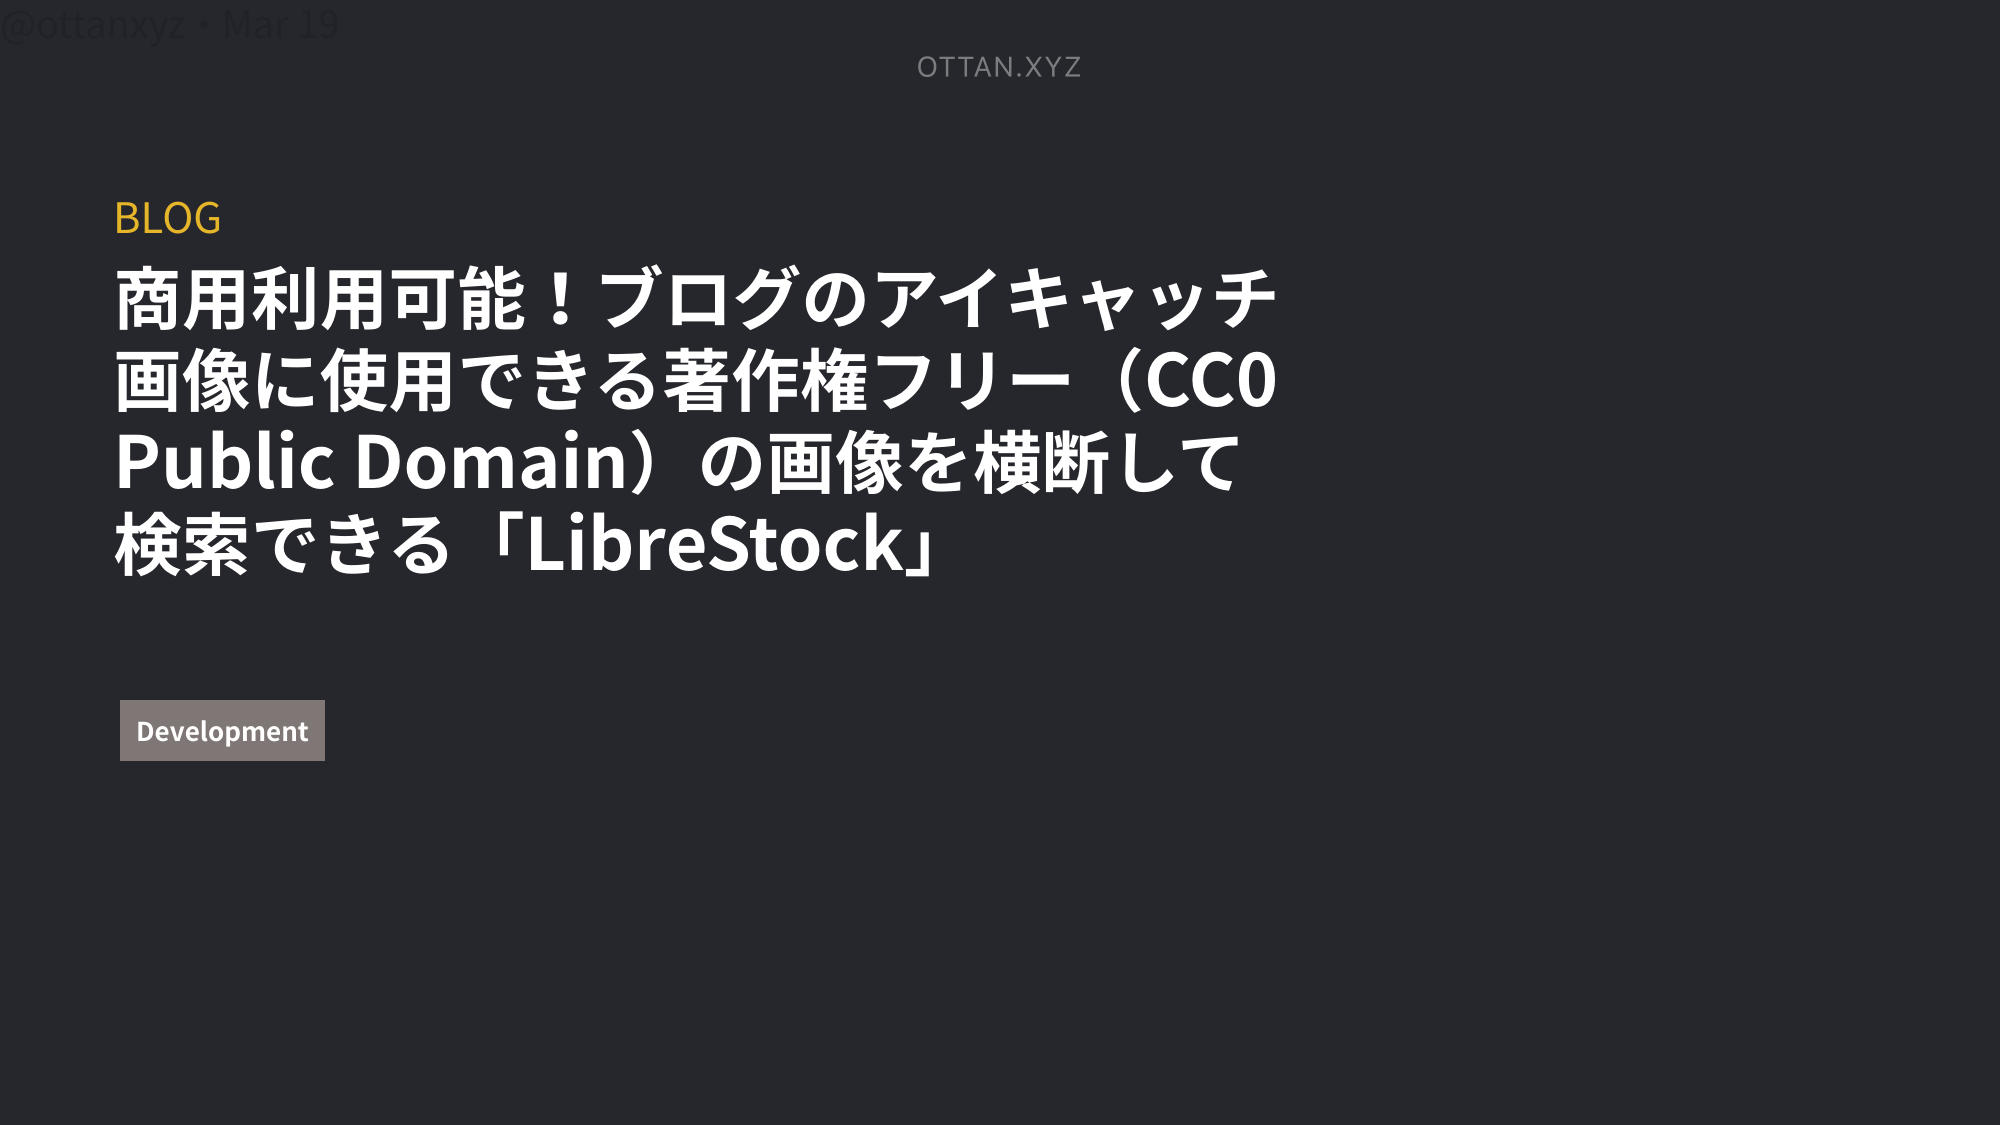 @ottanxyz・Mar 19
OTTAN.XYZ
BLOG
商用利用可能！ブログのアイキャッチ
画像に使用できる著作権フリー（CC0
Public Domain）の画像を横断して
検索できる「LibreStock」
Development